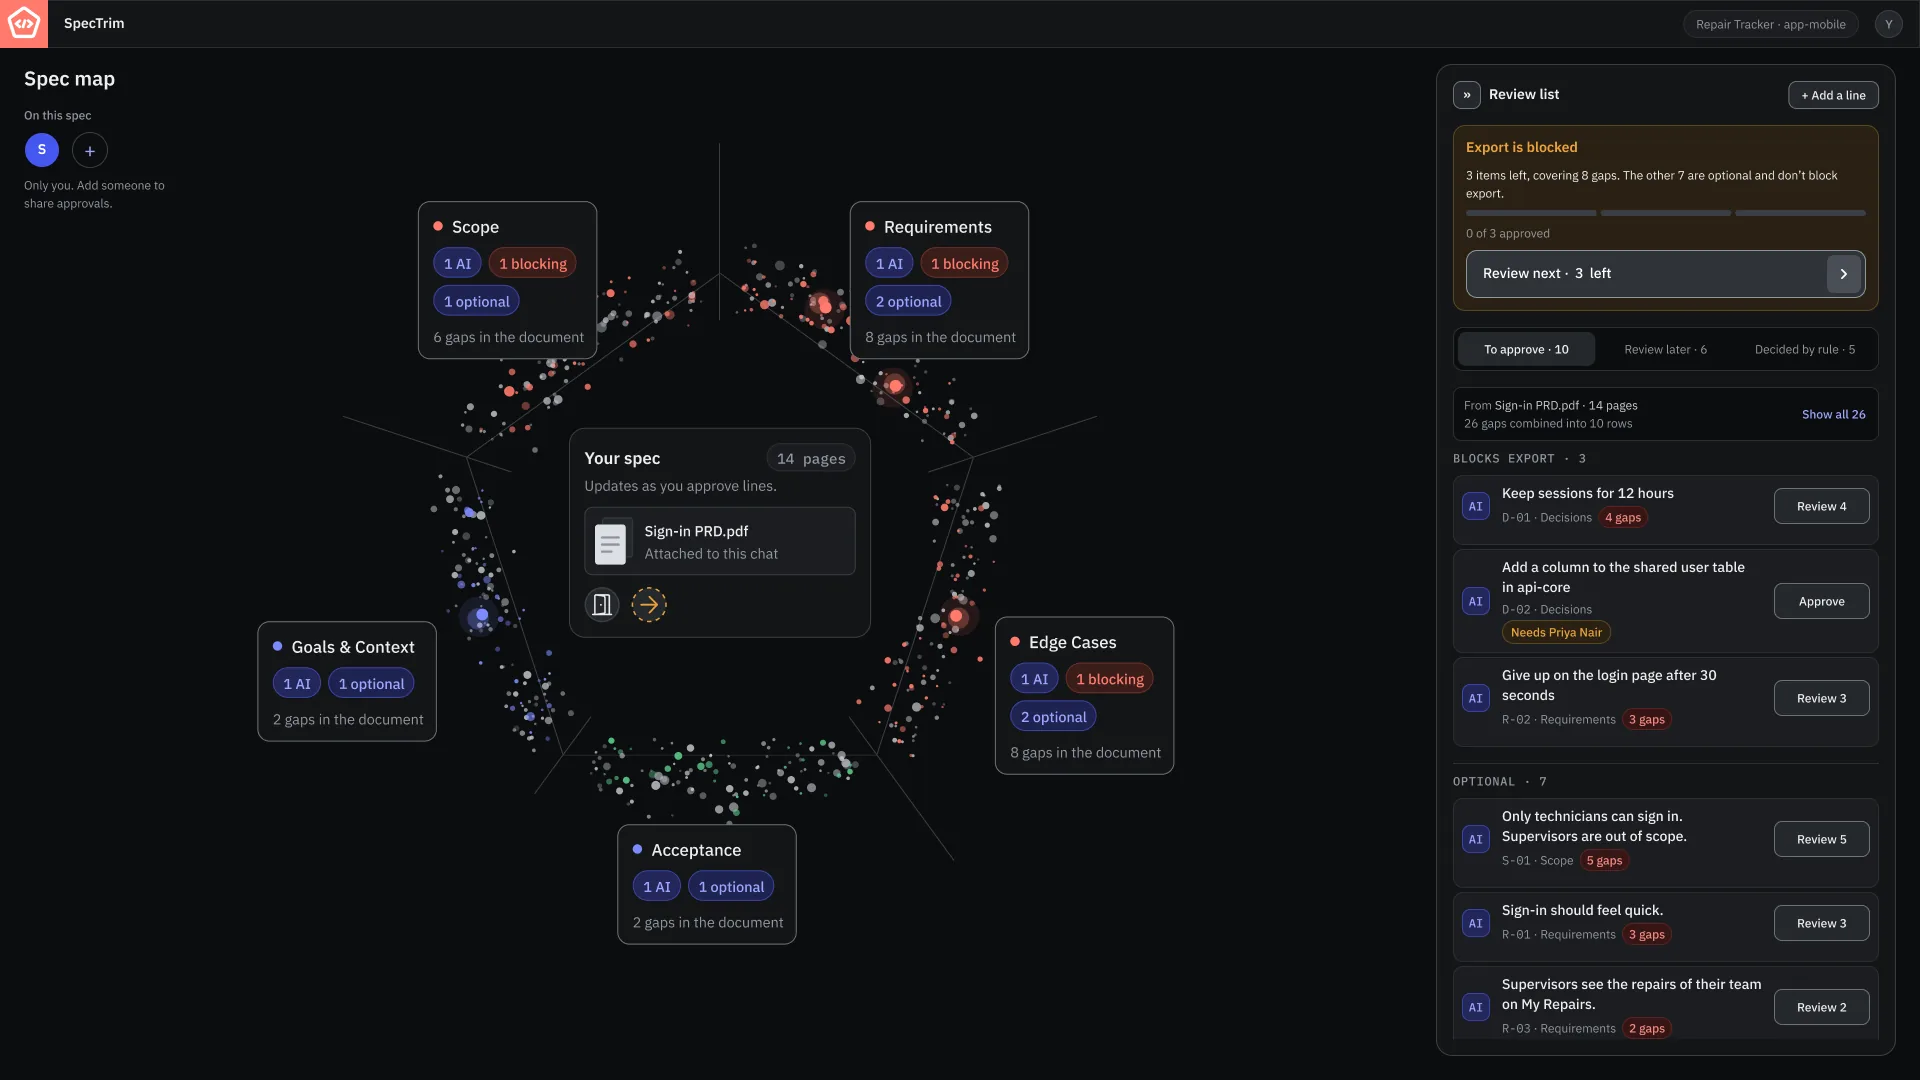 SpecTrim
Repair Tracker · app-mobile
Y
Spec map
On this spec
S
+
Only you. Add someone to
share approvals.
Scope
1 AI
1 blocking
1 optional
6 gaps in the document
Requirements
1 AI
1 blocking
2 optional
8 gaps in the document
Your spec
14 pages
Updates as you approve lines.
Sign-in PRD.pdf
Attached to this chat
Goals & Context
1 AI
1 optional
2 gaps in the document
Edge Cases
1 AI
1 blocking
2 optional
8 gaps in the document
Acceptance
1 AI
1 optional
2 gaps in the document
»
Review list
+ Add a line
Export is blocked
3 items left, covering 8 gaps. The other 7 are optional and don't block
export.
0 of 3 approved
Review next · 3 left
To approve · 10
Review later · 6
Decided by rule · 5
From Sign-in PRD.pdf · 14 pages
26 gaps combined into 10 rows
Show all 26
BLOCKS EXPORT · 3
AI
Keep sessions for 12 hours
D-01 · Decisions
4 gaps
Review 4
AI
Add a column to the shared user table
in api-core
D-02 · Decisions
Needs Priya Nair
Approve
AI
Give up on the login page after 30
seconds
R-02 · Requirements
3 gaps
Review 3
OPTIONAL · 7
AI
Only technicians can sign in.
Supervisors are out of scope.
S-01 · Scope
5 gaps
Review 5
AI
Sign-in should feel quick.
R-01 · Requirements
3 gaps
Review 3
AI
Supervisors see the repairs of their team
on My Repairs.
R-03 · Requirements
2 gaps
Review 2